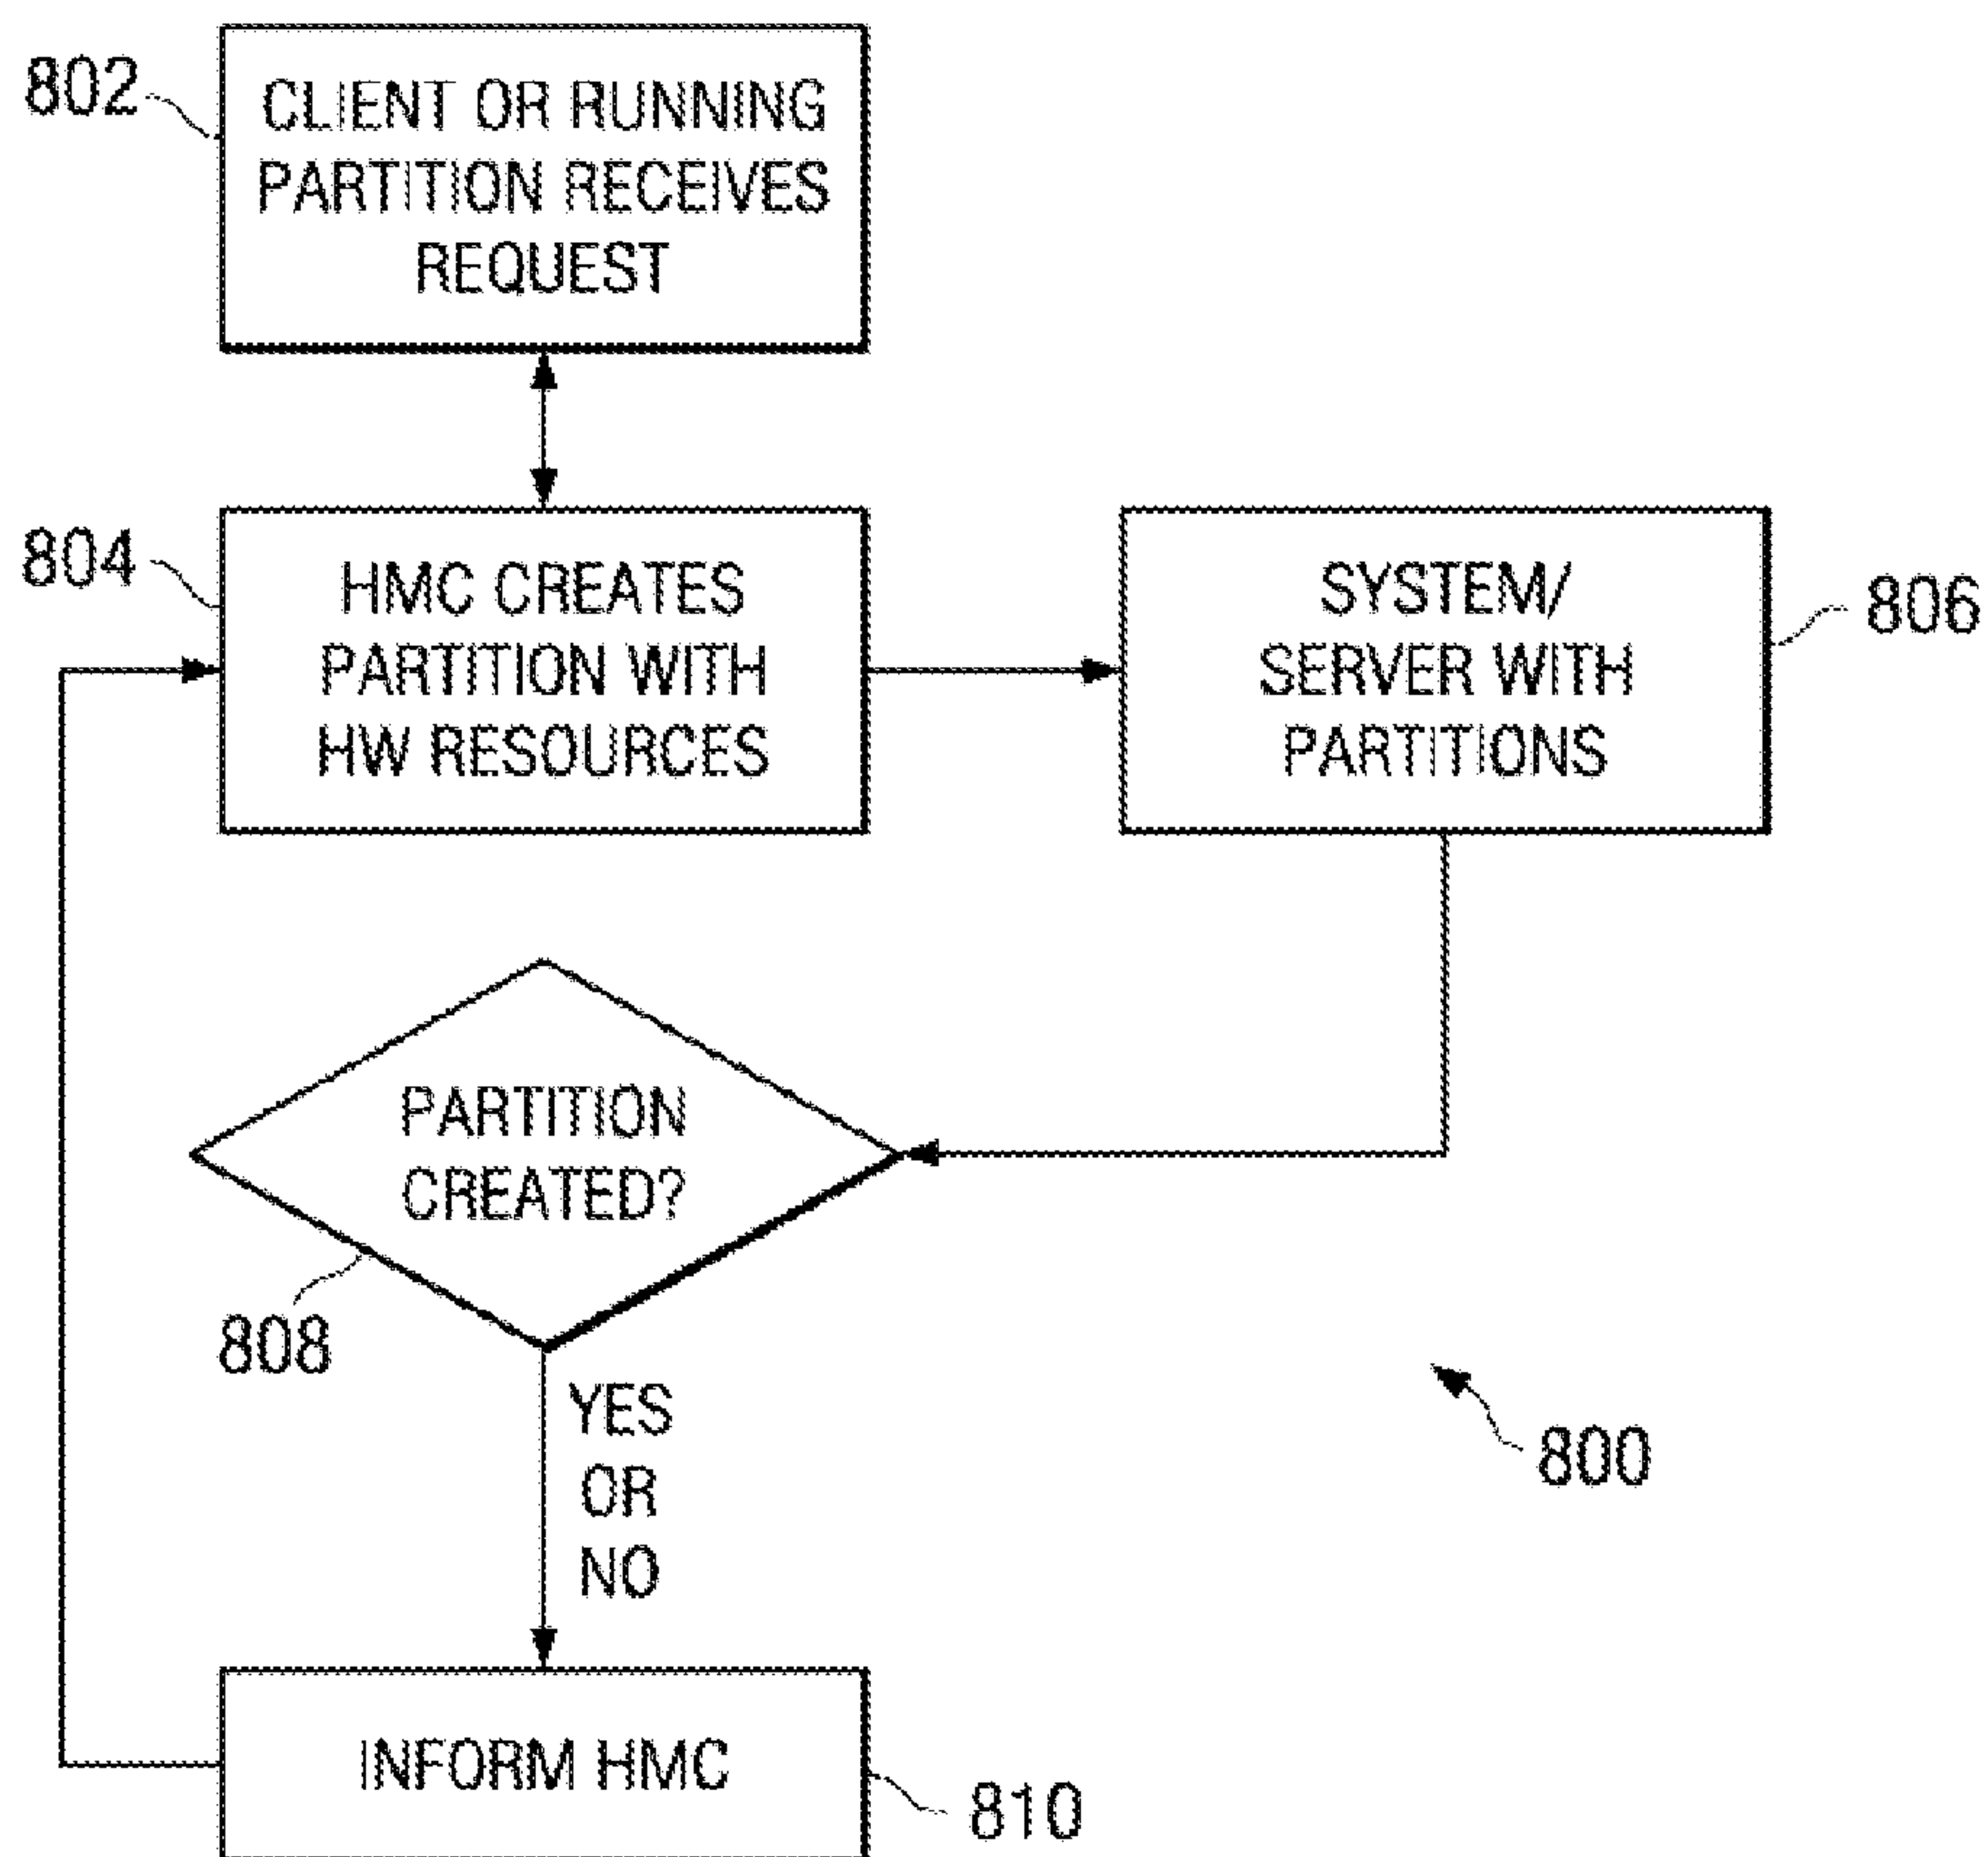 802
CLIENT OR RUNNING
PARTITION RECEIVES
REQUEST
804
HMC CREATES
PARTITION WITH
HW RESOURCES
SYSTEM/
SERVER WITH
PARTITIONS
806
PARTITION
CREATED?
808
YES
OR
NO
800
INFORM HMC
810